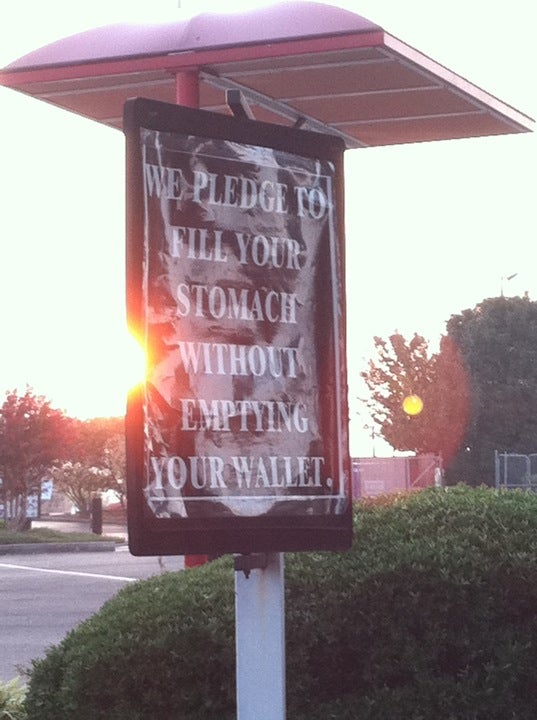 WE PLEDGE TO
FILL YOUR
STOMACH
WITHOUT
EMPTYING
YOUR WALLET.